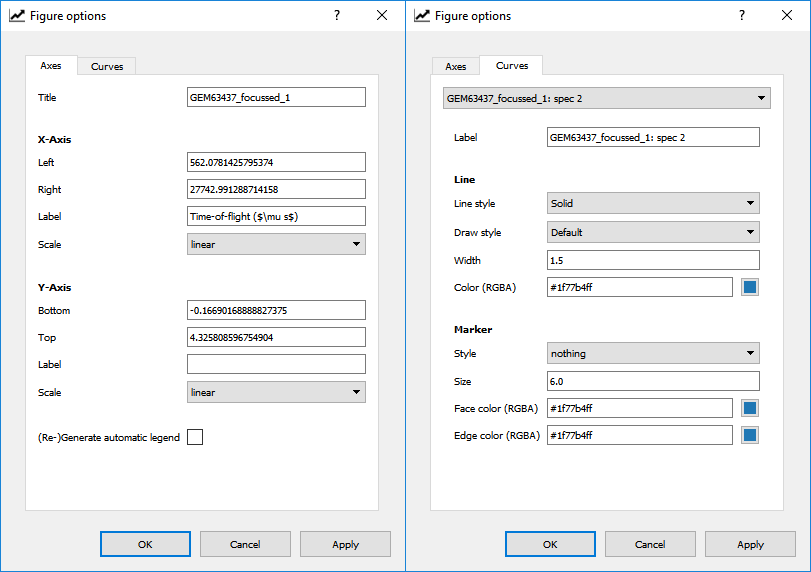 Figure options ?
Axes Curves
Title GEM63437_focussed_1
X-Axis
Left 562.0781425795374
Right 27742.991288714158
Label Time-of-flight ($\mu s$)
Scale linear
Y-Axis
Bottom -0.16690168888827375
Top 4.325808596754904
Label
Scale linear
(Re-)Generate automatic legend
OK Cancel Apply
Figure options ?
Axes Curves
GEM63437_focussed_1: spec 2
Label GEM63437_focussed_1: spec 2
Line
Line style Solid
Draw style Default
Width 1.5
Color (RGBA) #1f77b4ff
Marker
Style nothing
Size 6.0
Face color (RGBA) #1f77b4ff
Edge color (RGBA) #1f77b4ff
OK Cancel Apply